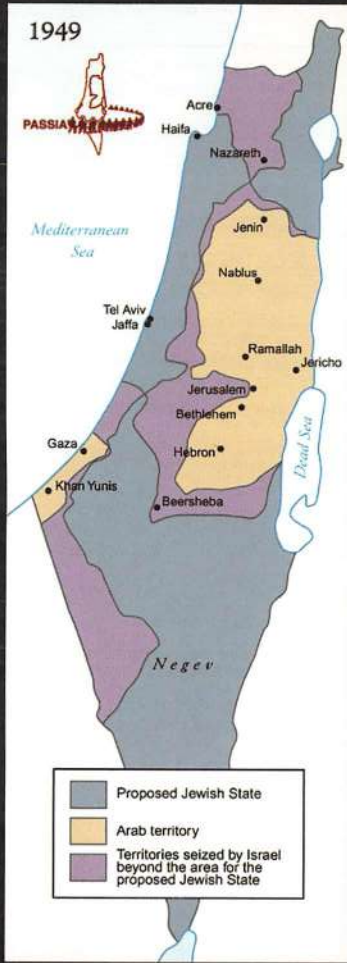 1949
PASSIA
Acre
Haifa
Nazareth
Mediterranean
Sea
Jenin
Nablus
Tel Aviv
Jaffa
Ramallah
Jericho
Jerusalem
Bethlehem
Gaza
Hebron
Dead Sea
Khan Yunis
Beersheba
Negev
Proposed Jewish State
Arab territory
Territories seized by Israel
beyond the area for the
proposed Jewish State